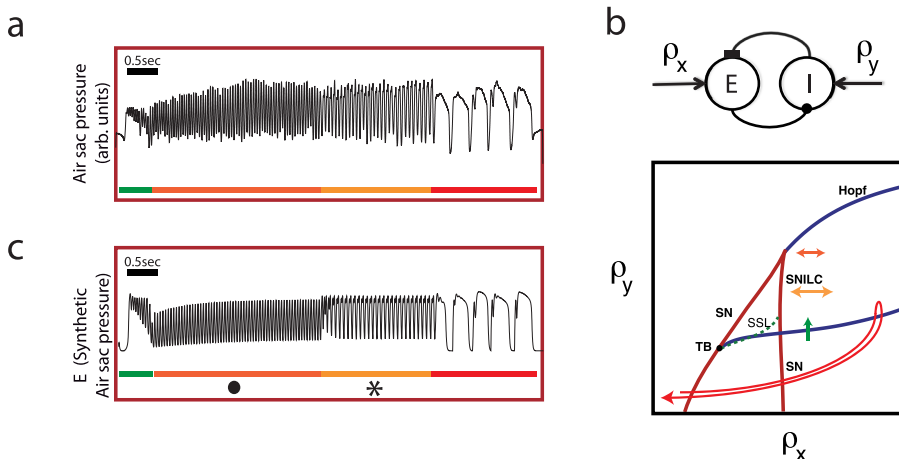 a
0.5sec
Air sac pressure
(arb. units)
b
ρx
E
I
ρy
c
0.5sec
E (Synthetic
Air sac pressure)
*
Hopf
SNILC
SN
SSL
TB
SN
ρy
ρx